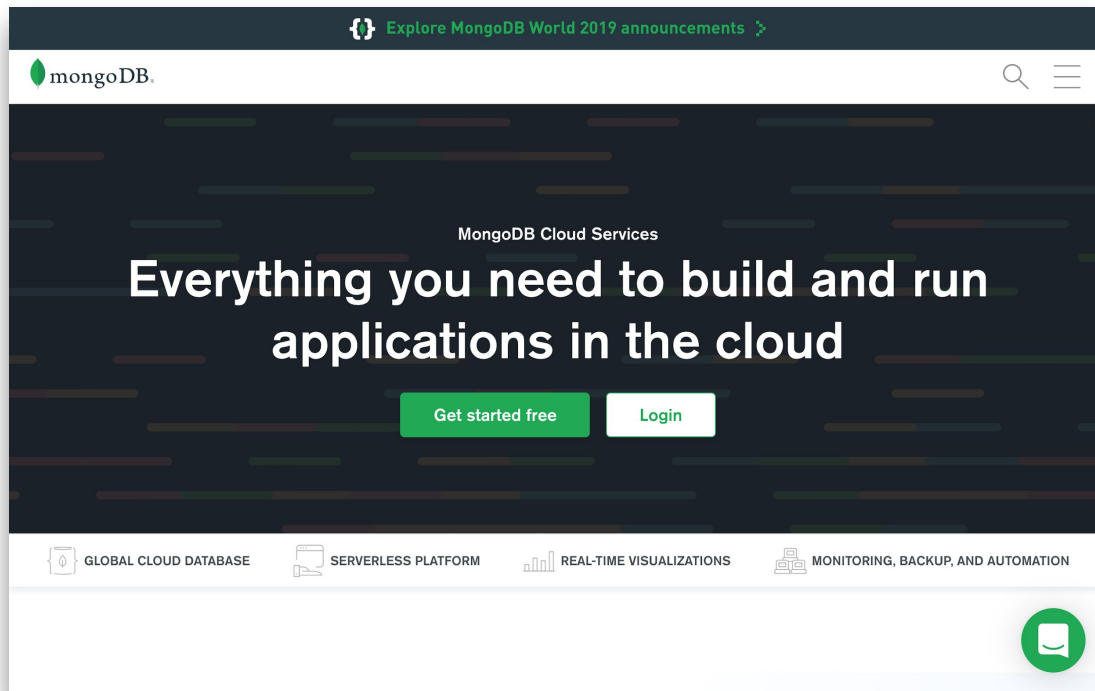 Explore MongoDB World 2019 announcements
mongoDB.
MongoDB Cloud Services
Everything you need to build and run
applications in the cloud
Get started free
Login
GLOBAL CLOUD DATABASE
SERVERLESS PLATFORM
REAL-TIME VISUALIZATIONS
MONITORING, BACKUP, AND AUTOMATION